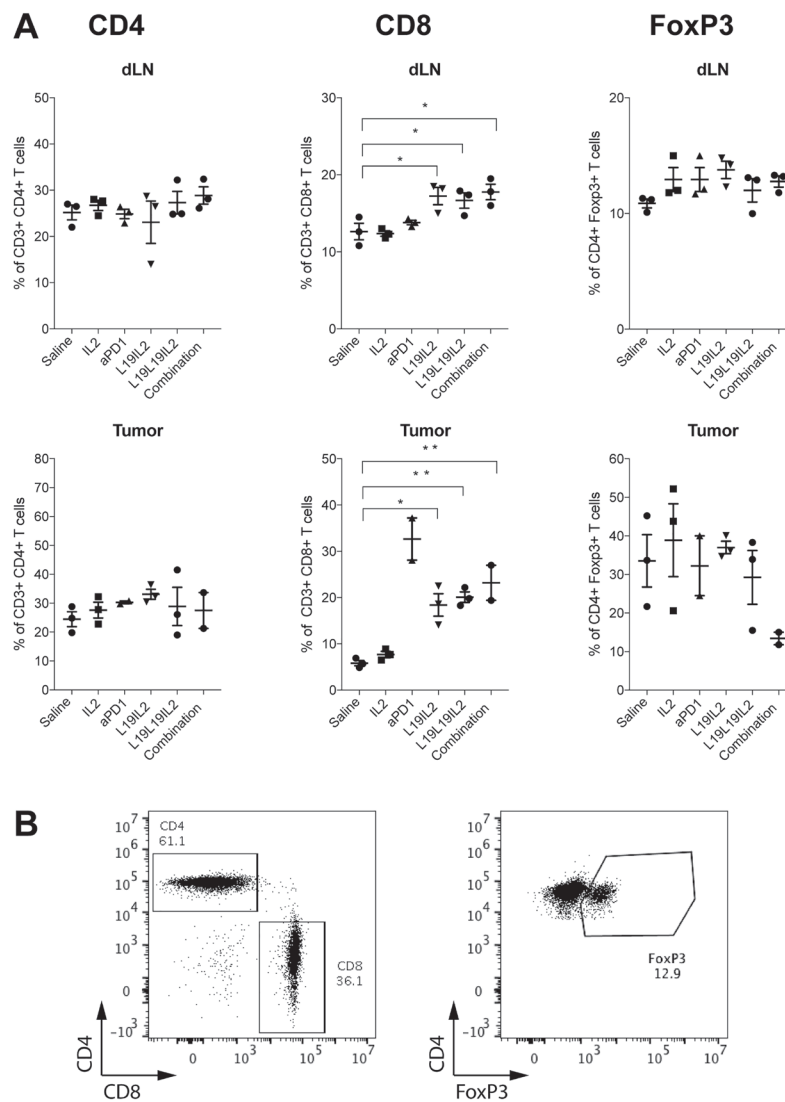 A
CD4
CD8
FoxP3
dLN
dLN
dLN
% of CD3+ CD4+ T cells
50
40
30
20
10
0
Saline
IL2
aPD1
L19IL2
L19L19IL2
Combination
% of CD3+ CD8+ T cells
30
20
10
0
*
*
*
Saline
IL2
aPD1
L19IL2
L19L19IL2
Combination
% of CD4+ Foxp3+ T cells
20
10
0
Saline
IL2
aPD1
L19IL2
L19L19IL2
Combination
Tumor
Tumor
Tumor
% of CD3+ CD4+ T cells
80
70
60
50
40
30
20
10
0
Saline
IL2
aPD1
L19IL2
L19L19IL2
Combination
% of CD3+ CD8+ T cells
50
40
30
20
10
0
**
**
*
Saline
IL2
aPD1
L19IL2
L19L19IL2
Combination
% of CD4+ Foxp3+ T cells
60
50
40
30
20
10
0
Saline
IL2
aPD1
L19IL2
L19L19IL2
Combination
B
10⁷
10⁶
10⁵
10⁴
10³
0
-10³
CD4
61.1
CD8
36.1
0
10³
10⁵
10⁷
CD4
CD8
10⁷
10⁶
10⁵
10⁴
10³
0
-10³
FoxP3
12.9
0
10³
10⁵
10⁷
CD4
FoxP3